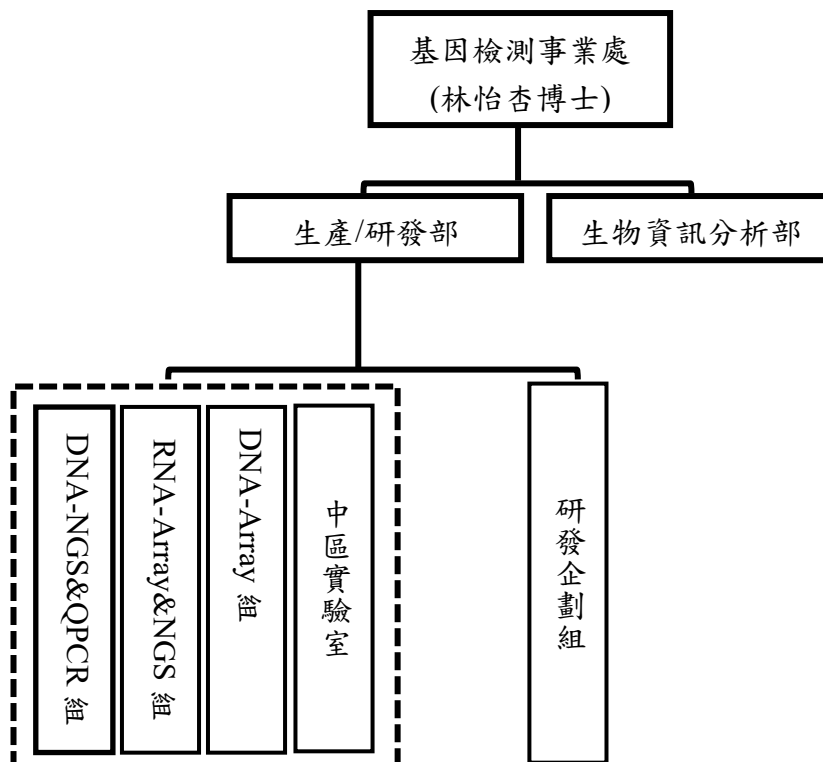 基因檢測事業處
(林怡杏博士)
生產/研發部
生物資訊分析部
DNA-NGS&QPCR 組
RNA-Array&NGS 組
DNA-Array 組
中區實驗室
研發企劃組